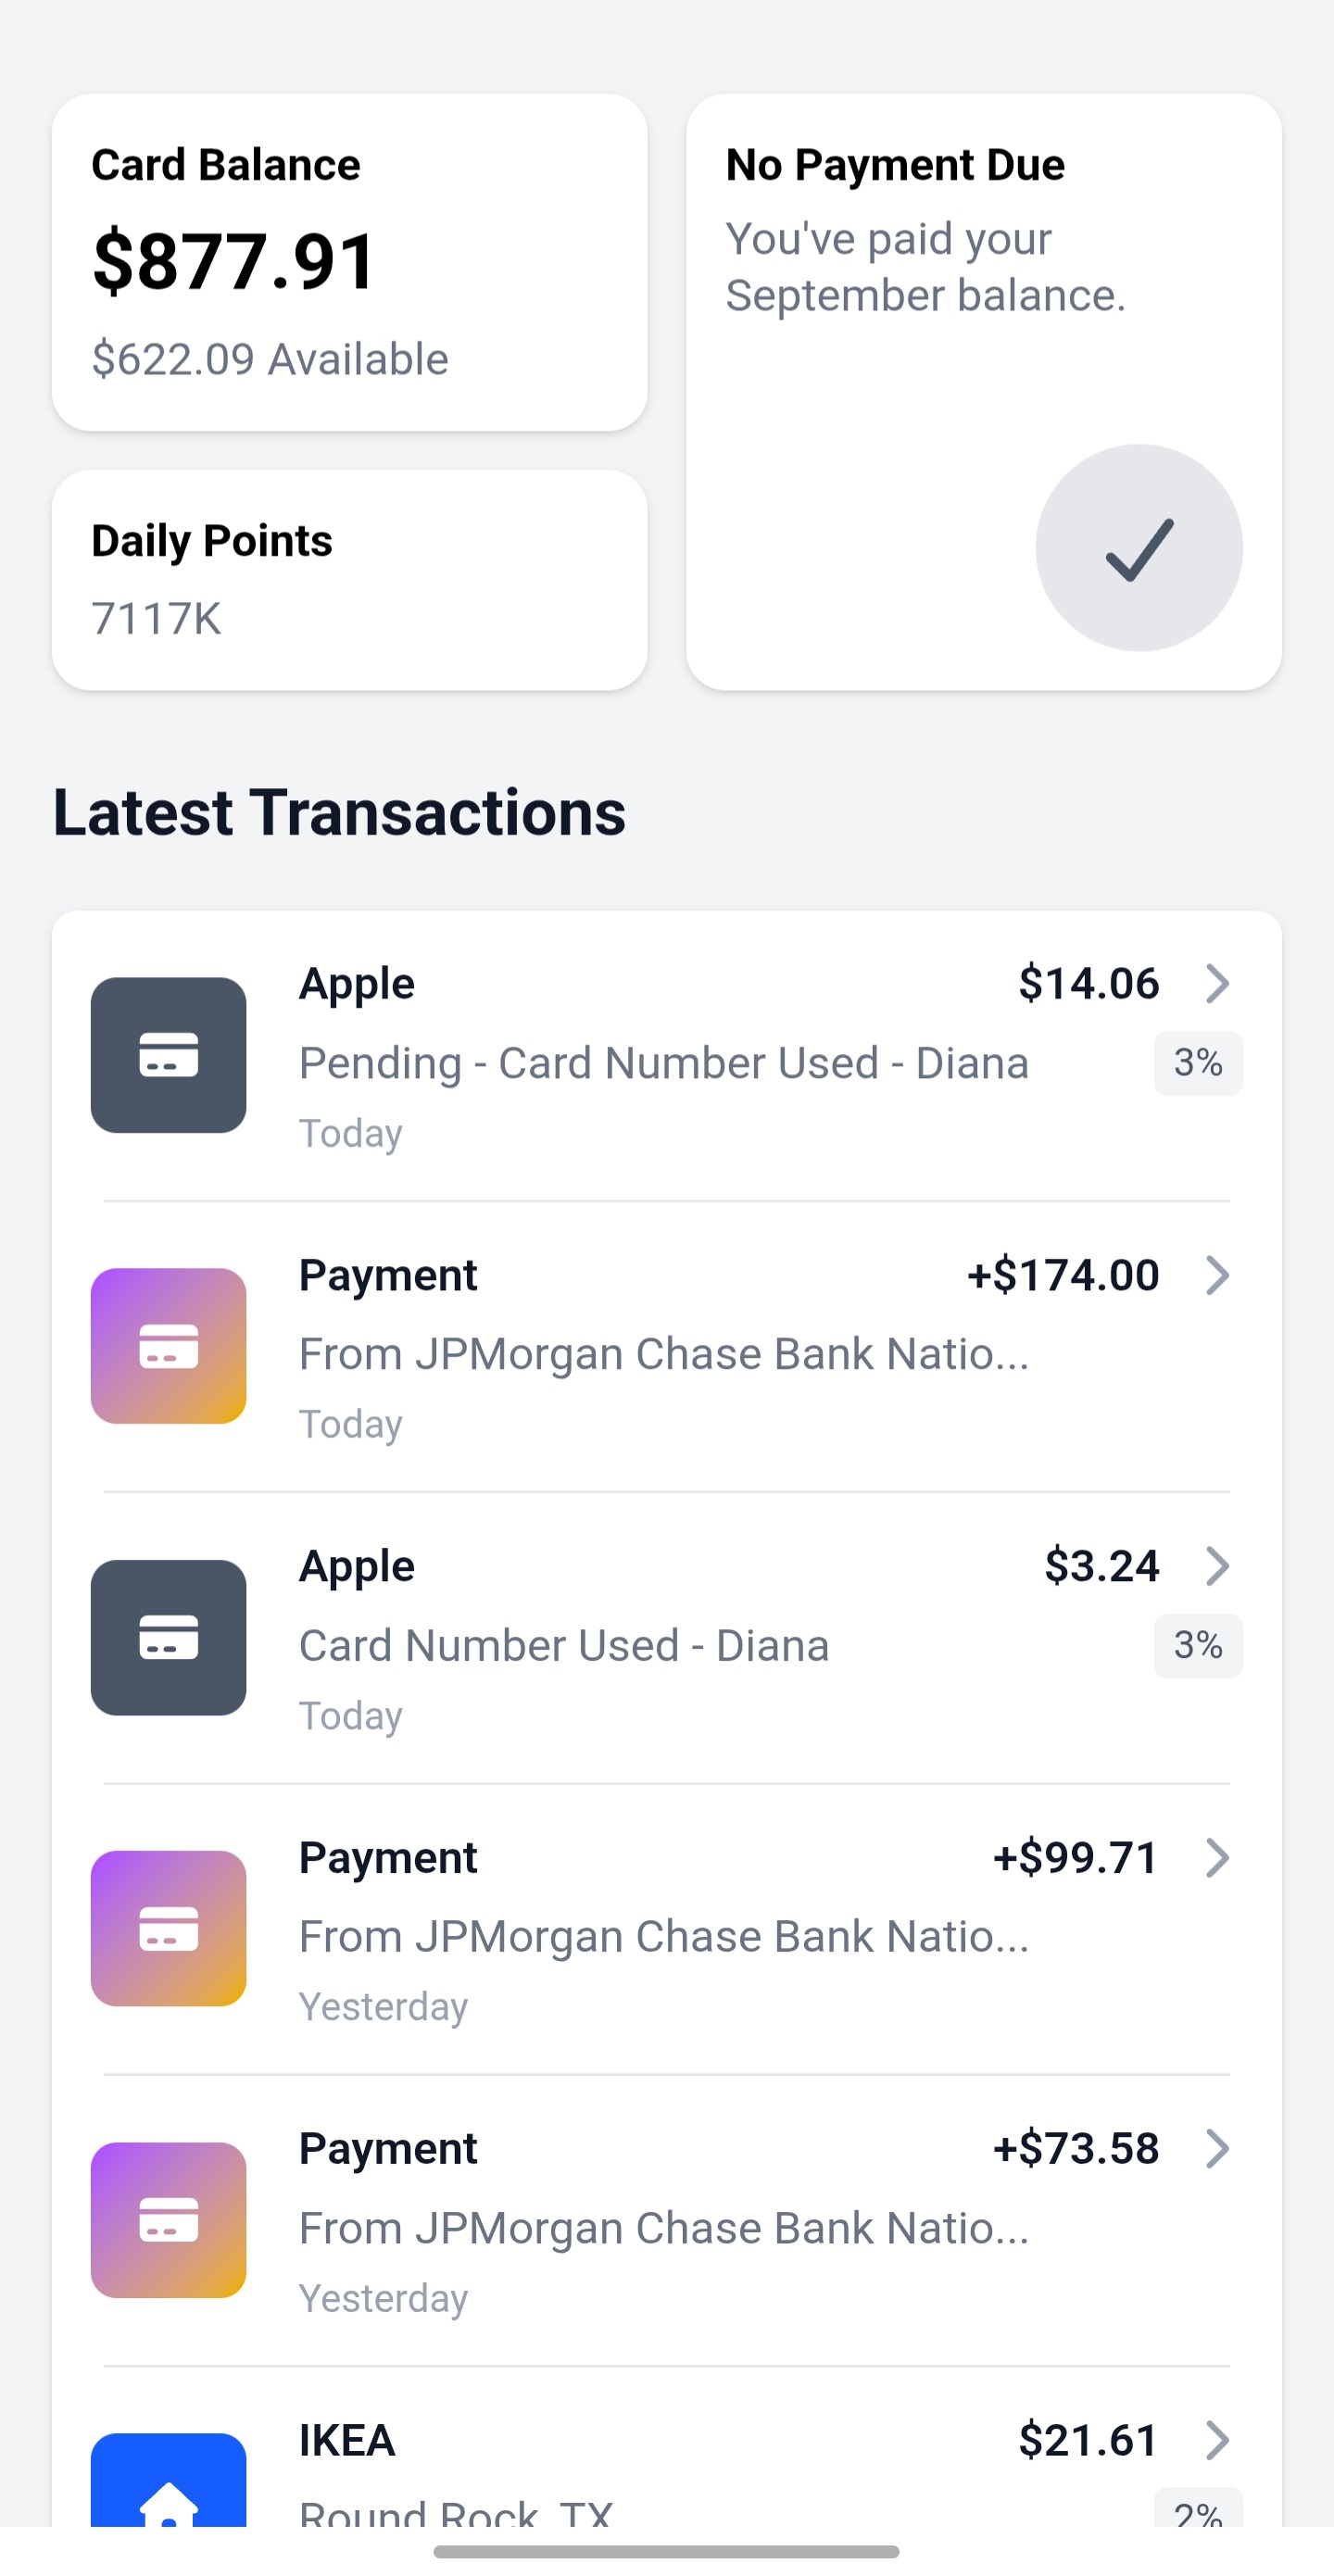 Card Balance
$877.91
$622.09 Available
No Payment Due
You've paid your
September balance.
Daily Points
7117K
Latest Transactions
Apple
$14.06
Pending - Card Number Used - Diana
3%
Today
Payment
+$174.00
From JPMorgan Chase Bank Natio...
Today
Apple
$3.24
Card Number Used - Diana
3%
Today
Payment
+$99.71
From JPMorgan Chase Bank Natio...
Yesterday
Payment
+$73.58
From JPMorgan Chase Bank Natio...
Yesterday
IKEA
$21.61
Round Rock, TX
2%